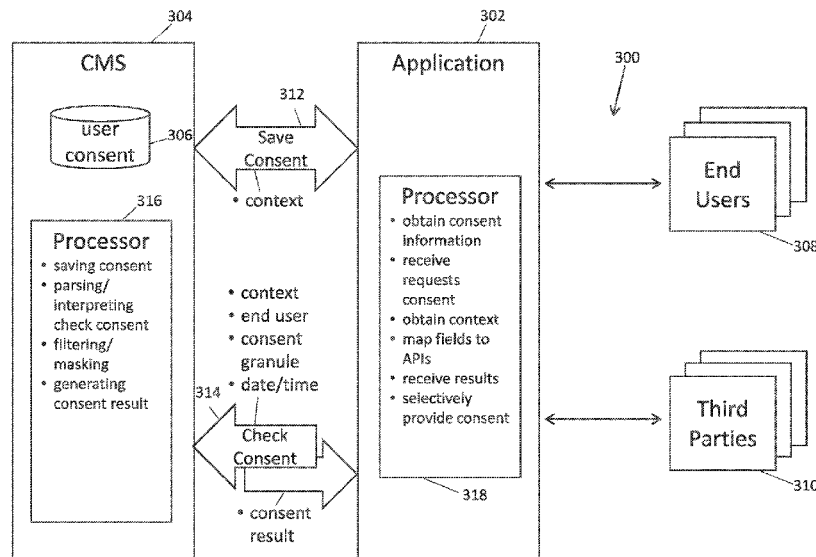 304
CMS
user
consent
306
316
Processor
• saving consent
• parsing/
interpreting
check consent
• filtering/
masking
• generating
consent result
312
Save
Consent
• context
• context
• end user
• consent
granule
• date/time
314
Check
Consent
• consent
result
302
Application
Processor
• obtain consent
information
• receive
requests
consent
• obtain context
• map fields to
APIs
• receive results
• selectively
provide consent
318
300
End
Users
308
Third
Parties
310